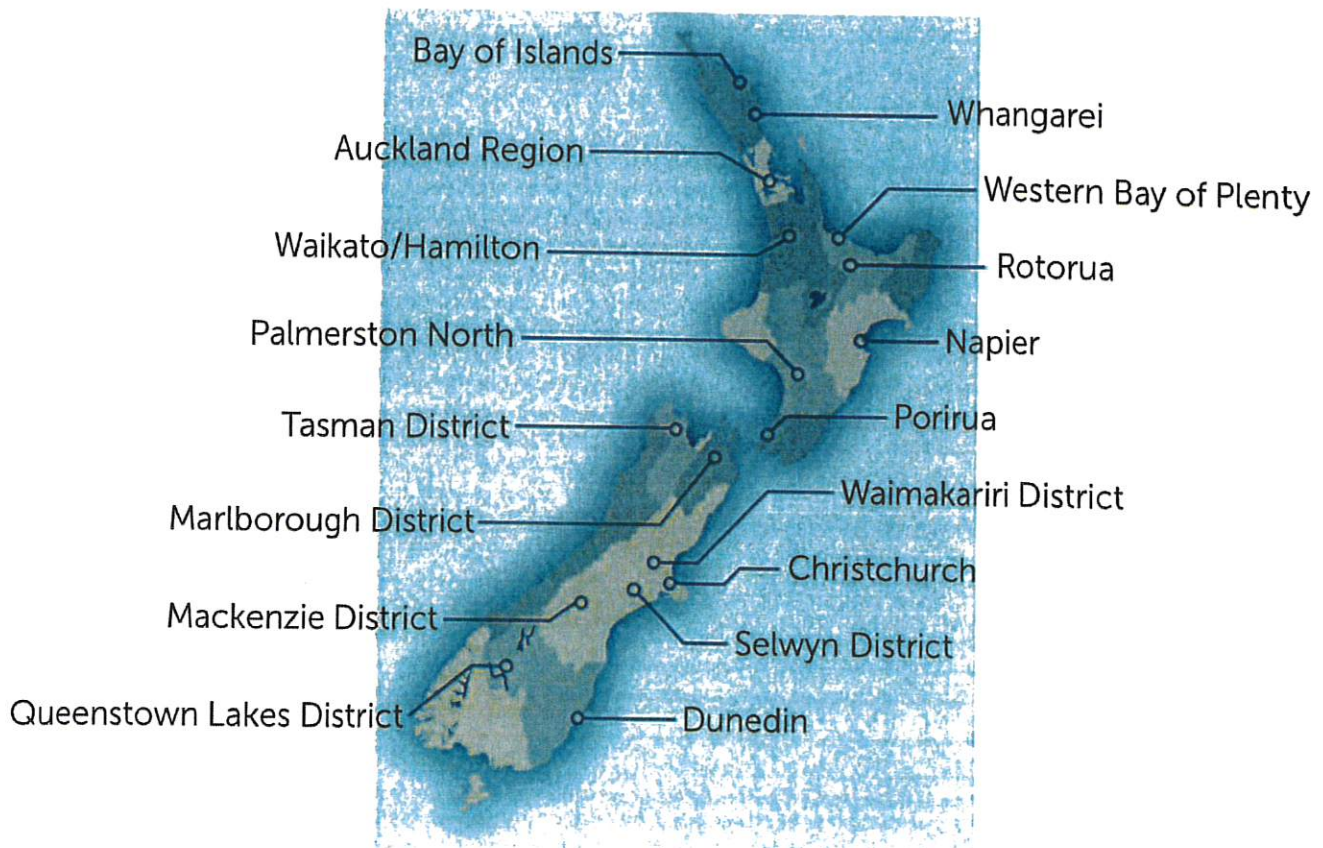 Bay of Islands
Whangarei
Auckland Region
Western Bay of Plenty
Waikato/Hamilton
Rotorua
Palmerston North
Napier
Tasman District
Porirua
Waimakariri District
Marlborough District
Christchurch
Mackenzie District
Selwyn District
Queenstown Lakes District
Dunedin